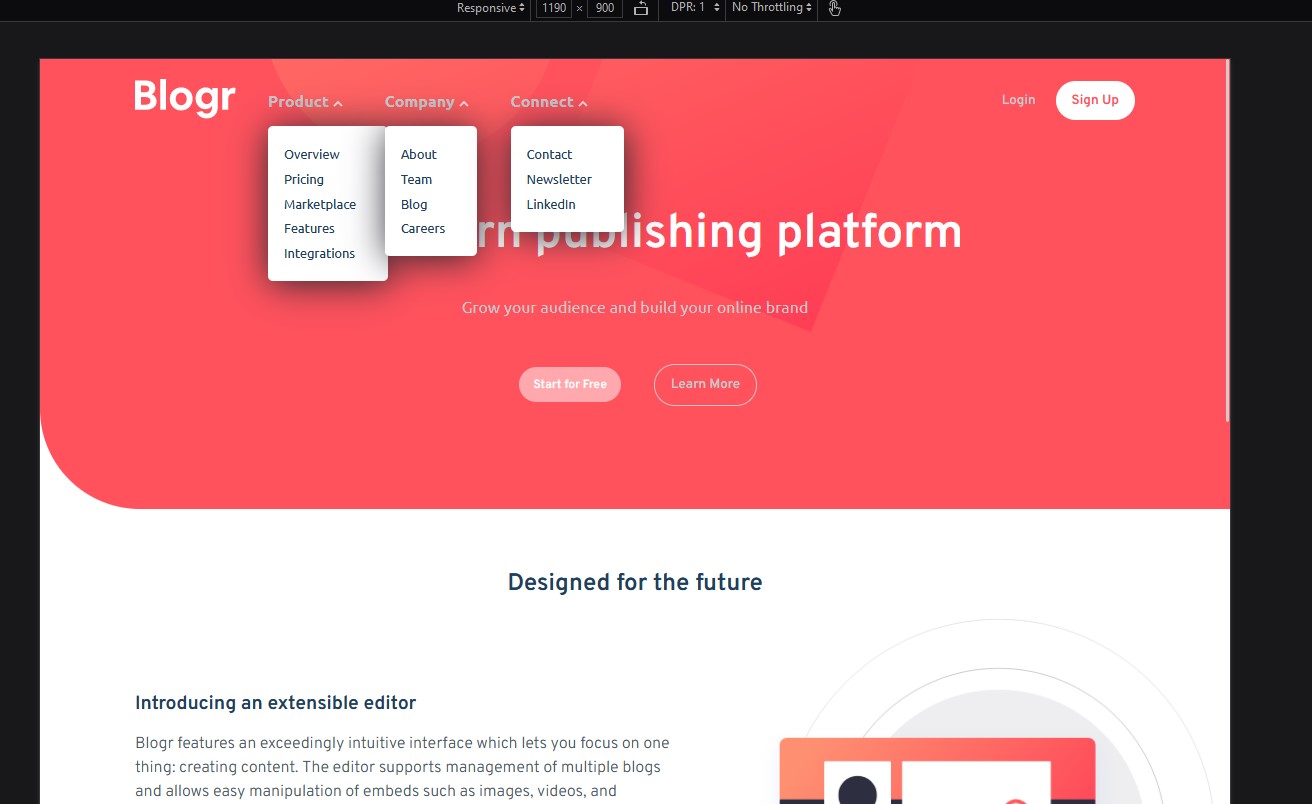 Responsive 1190 × 900 DPR: 1 No Throttling
Blogr Product Company Connect Login Sign Up
Overview
Pricing
Marketplace
Features
Integrations
About
Team
Blog
Careers
Contact
Newsletter
LinkedIn
publishing platform
Grow your audience and build your online brand
Start for Free Learn More
Designed for the future
Introducing an extensible editor
Blogr features an exceedingly intuitive interface which lets you focus on one
thing: creating content. The editor supports management of multiple blogs
and allows easy manipulation of embeds such as images, videos, and